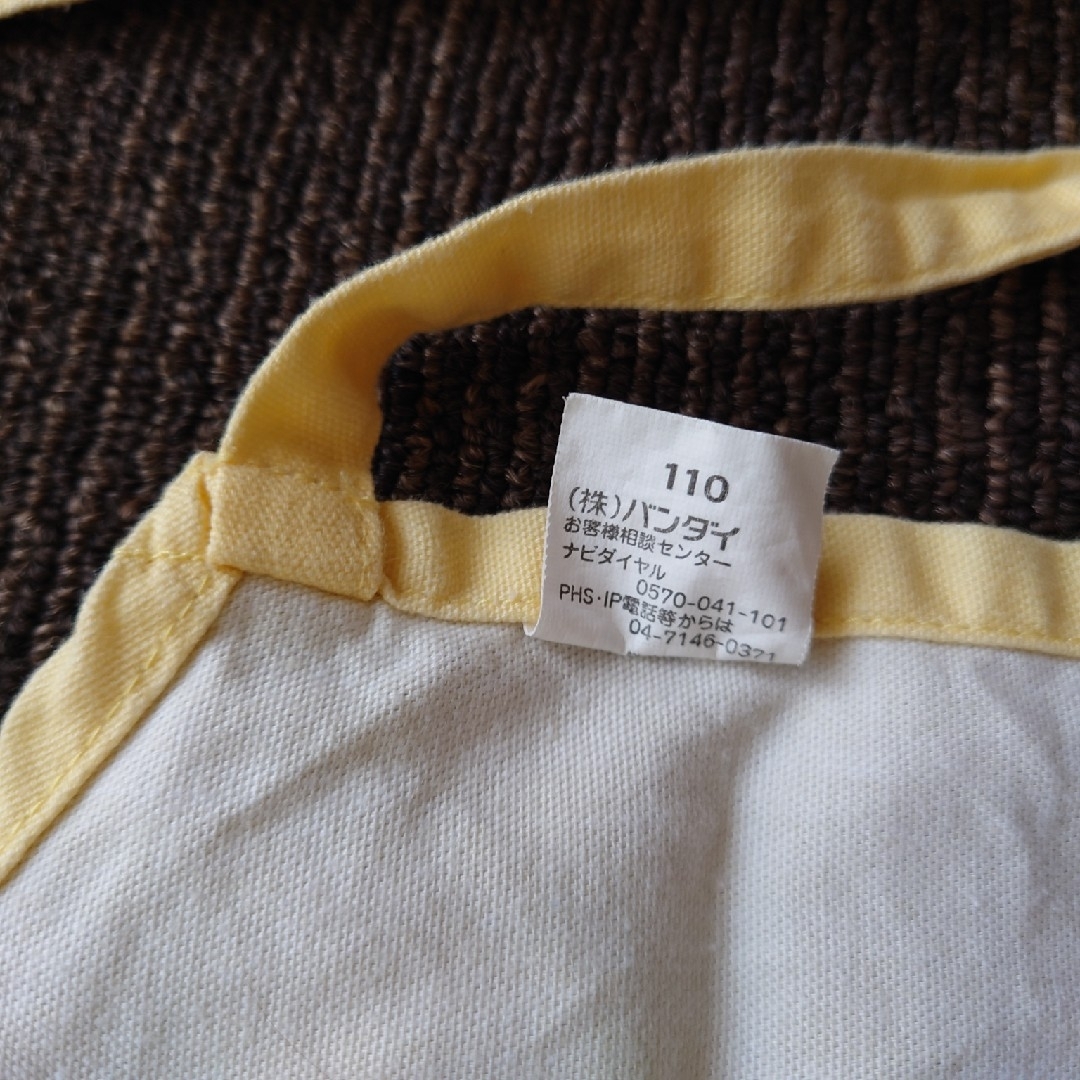 110
(株)バンダイ
お客様相談センター
ナビダイヤル
0570-041-101
PHS・IP電話等からは
04-7146-0371